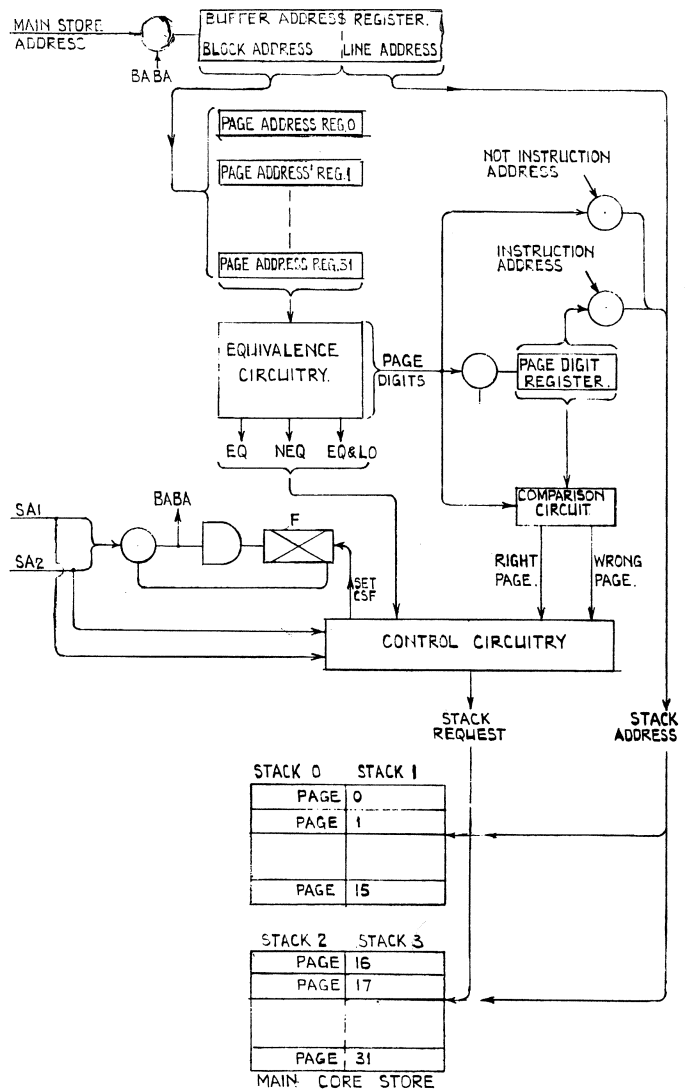 MAIN STORE
ADDRESS
BABA
BUFFER ADDRESS REGISTER.
BLOCK ADDRESS LINE ADDRESS
PAGE ADDRESS REG.0
PAGE ADDRESS' REG.1
PAGE ADDRESS REG.31
NOT INSTRUCTION
ADDRESS
INSTRUCTION
ADDRESS
EQUIVALENCE
CIRCUITRY.
PAGE
DIGITS
PAGE DIGIT
REGISTER.
EQ NEQ EQ&LO
COMPARISON
CIRCUIT
SA1
SA2
BABA
F
SET
CSF
RIGHT
PAGE.
WRONG
PAGE.
CONTROL CIRCUITRY
STACK
REQUEST
STACK
ADDRESS
STACK 0 STACK 1
PAGE 0
PAGE 1
PAGE 15
STACK 2 STACK 3
PAGE 16
PAGE 17
PAGE 31
MAIN CORE STORE